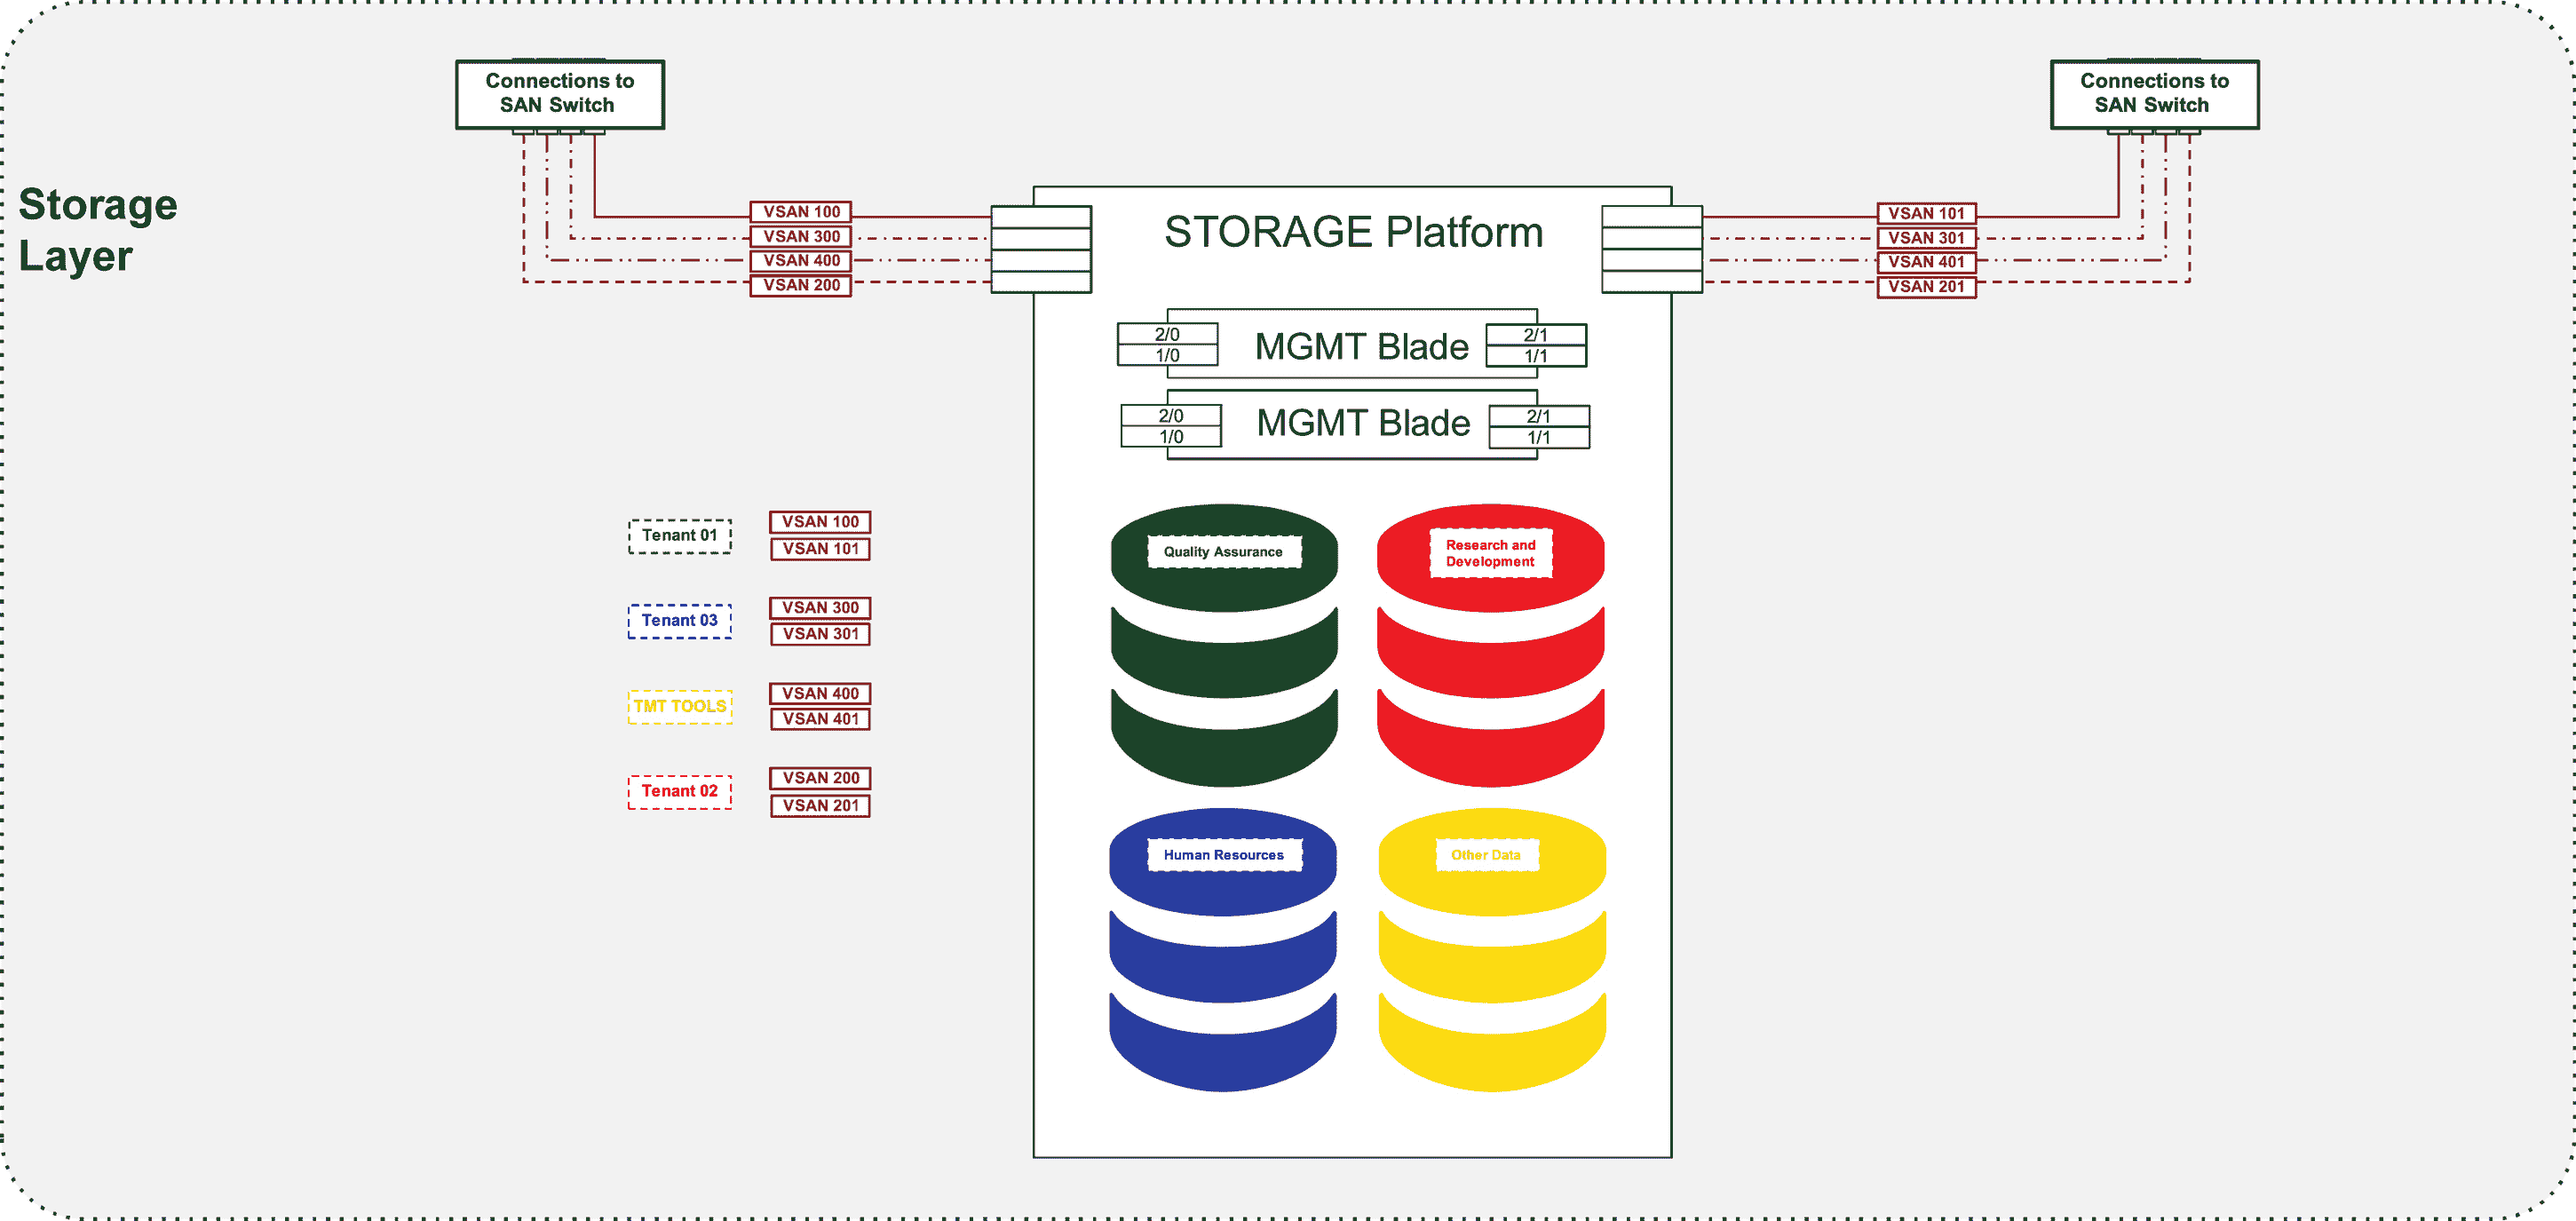 Connections to
SAN Switch
Connections to
SAN Switch
Storage
Layer
VSAN 100
VSAN 300
VSAN 400
VSAN 200
STORAGE Platform
VSAN 101
VSAN 301
VSAN 401
VSAN 201
2/0
1/0
MGMT Blade
2/1
1/1
2/0
1/0
MGMT Blade
2/1
1/1
Tenant 01
VSAN 100
VSAN 101
Tenant 03
VSAN 300
VSAN 301
TMT TOOLS
VSAN 400
VSAN 401
Tenant 02
VSAN 200
VSAN 201
Quality Assurance
Research and
Development
Human Resources
Other Data